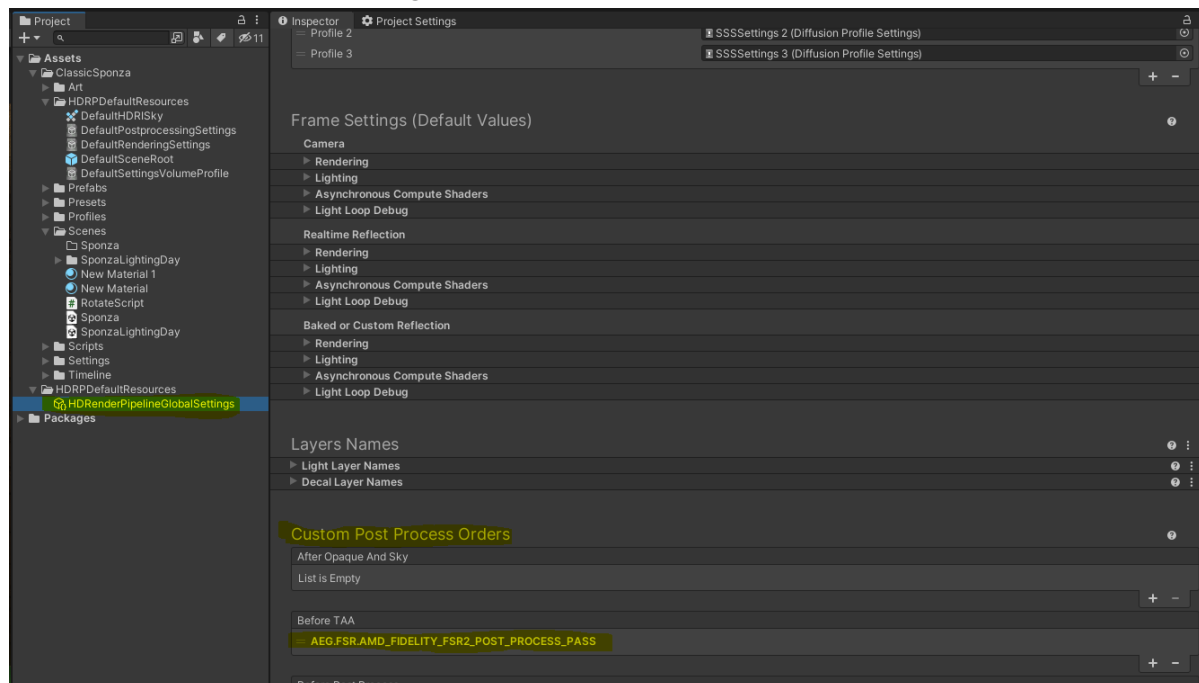 Project
Inspector
Project Settings
11
Profile 2
SSSSettings 2 (Diffusion Profile Settings)
Profile 3
SSSSettings 3 (Diffusion Profile Settings)
Assets
ClassicSponza
Art
HDRPDefaultResources
DefaultHDRISky
DefaultPostprocessingSettings
DefaultRenderingSettings
DefaultSceneRoot
DefaultSettingsVolumeProfile
Prefabs
Presets
Profiles
Scenes
Sponza
SponzaLightingDay
New Material 1
New Material
RotateScript
Sponza
SponzaLightingDay
Scripts
Settings
Timeline
HDRPDefaultResources
HDRenderPipelineGlobalSettings
Packages
Frame Settings (Default Values)
Camera
Rendering
Lighting
Asynchronous Compute Shaders
Light Loop Debug
Realtime Reflection
Rendering
Lighting
Asynchronous Compute Shaders
Light Loop Debug
Baked or Custom Reflection
Rendering
Lighting
Asynchronous Compute Shaders
Light Loop Debug
Layers Names
Light Layer Names
Decal Layer Names
Custom Post Process Orders
After Opaque And Sky
List is Empty
Before TAA
AEG.FSR.AMD_FIDELITY_FSR2_POST_PROCESS_PASS